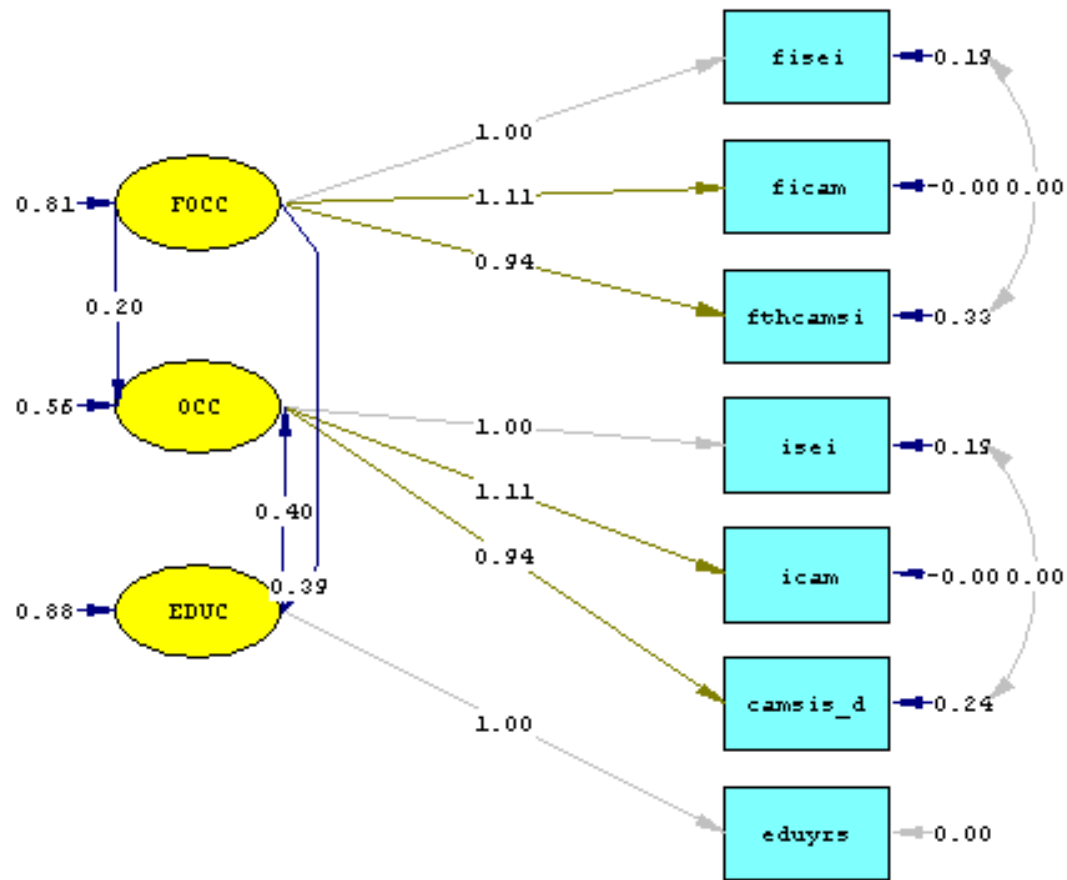 fisei
0.19
1.00
ficam
0.81
FOCC
1.11
-0.00
0.00
0.94
0.20
fthcamsi
0.33
0.56
OCC
1.00
isei
0.19
1.11
0.40
0.94
icam
-0.00
0.00
0.39
0.88
EDUC
camsis_d
0.24
1.00
eduyrs
0.00